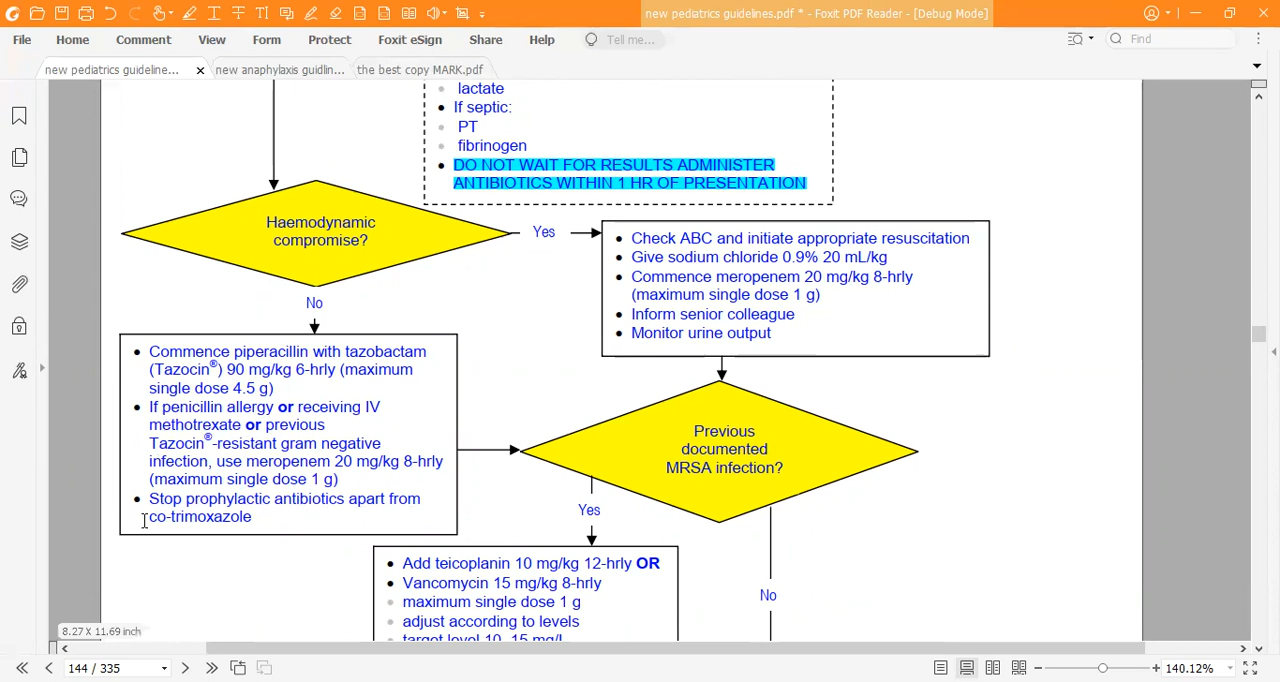 new pediatrics guidelines.pdf * - Foxit PDF Reader - [Debug Mode]
File Home Comment View Form Protect Foxit eSign Share Help Tell me... Find
new pediatrics guideline... new anaphylaxis guidlin... the best copy MARK.pdf
lactate
If septic:
PT
fibrinogen
DO NOT WAIT FOR RESULTS ADMINISTER
ANTIBIOTICS WITHIN 1 HR OF PRESENTATION
Haemodynamic
compromise?
Yes
Check ABC and initiate appropriate resuscitation
Give sodium chloride 0.9% 20 mL/kg
Commence meropenem 20 mg/kg 8-hrly
(maximum single dose 1 g)
Inform senior colleague
Monitor urine output
No
Commence piperacillin with tazobactam
(Tazocin®) 90 mg/kg 6-hrly (maximum
single dose 4.5 g)
If penicillin allergy or receiving IV
methotrexate or previous
Tazocin®-resistant gram negative
infection, use meropenem 20 mg/kg 8-hrly
(maximum single dose 1 g)
Stop prophylactic antibiotics apart from
co-trimoxazole
Previous
documented
MRSA infection?
Yes
Add teicoplanin 10 mg/kg 12-hrly OR
Vancomycin 15 mg/kg 8-hrly
maximum single dose 1 g
adjust according to levels
target level 10–15 mg/L
No
8.27 X 11.69 inch
144 / 335
140.12%